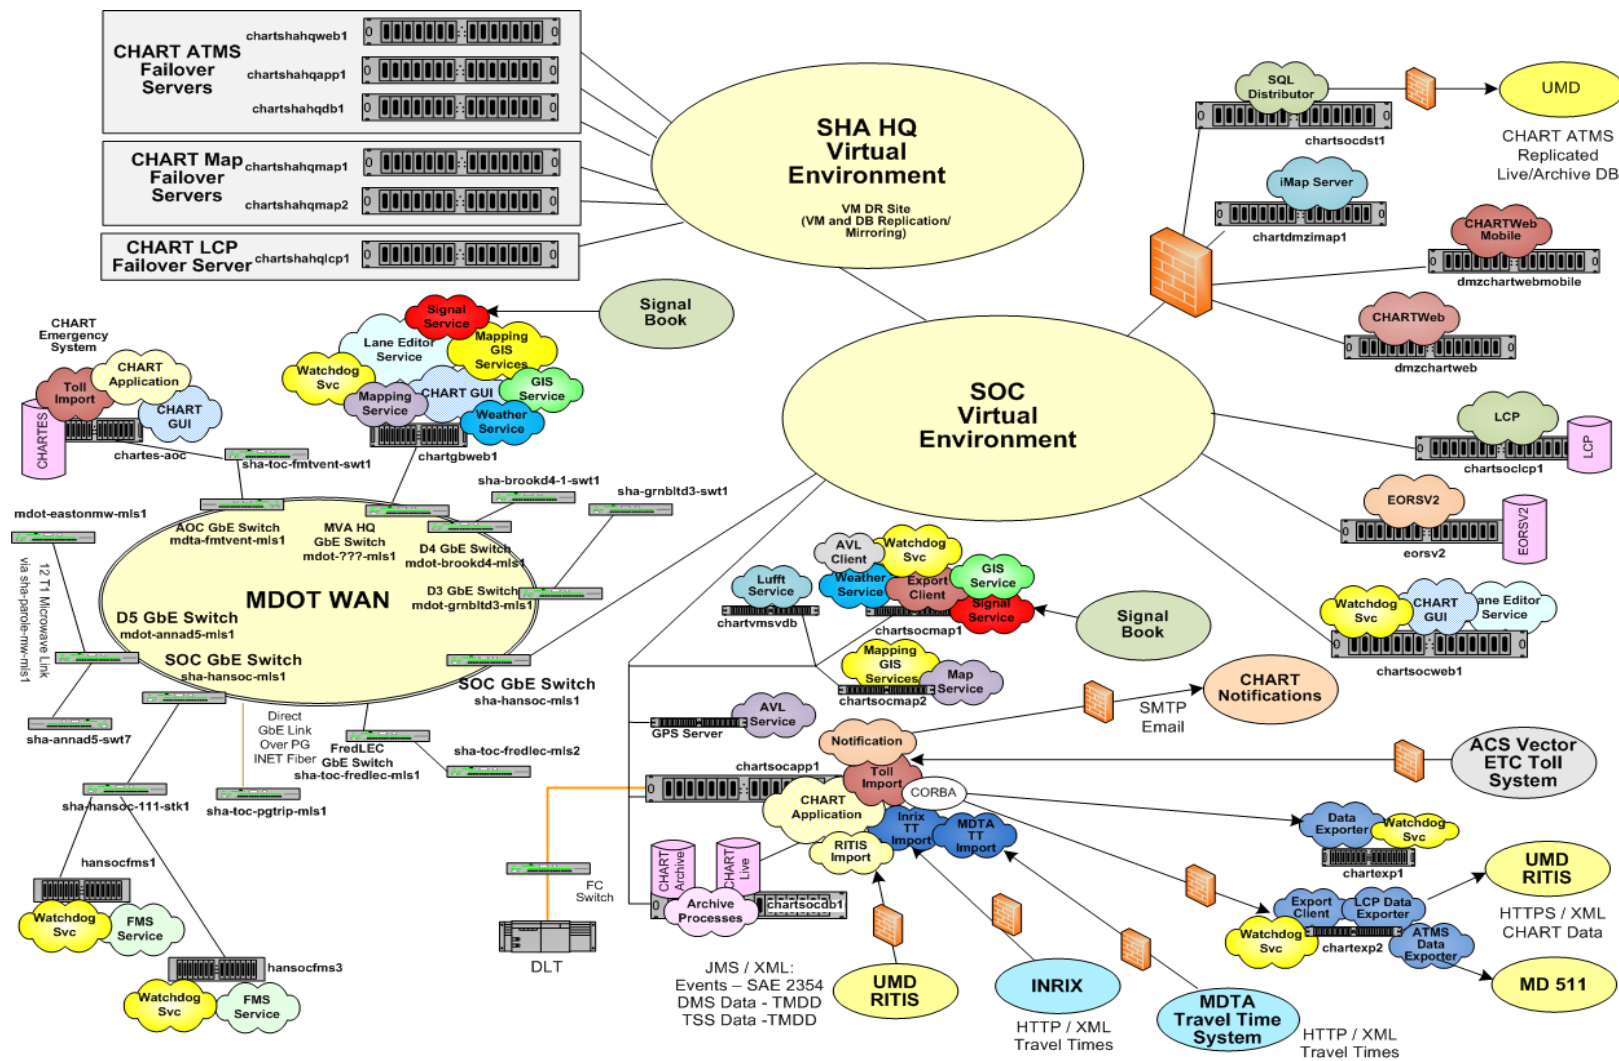 CHART ATMS
Failover
Servers
chartshahqweb1
chartshahqapp1
chartshahqdb1
CHART Map
Failover
Servers
chartshahqmap1
chartshahqmap2
CHART LCP
Failover Server
chartshahqlcp1
SHA HQ
Virtual
Environment
VM DR Site
(VM and DB Replication/
Mirroring)
SQL
Distributor
chartsocdst1
UMD
CHART ATMS
Replicated
Live/Archive DB
iMap Server
chartdmzimap1
CHARTWeb
Mobile
dmzchartwebmobile
CHARTWeb
dmzchartweb
Signal
Book
CHART
Emergency
System
CHART
Application
Toll
Import
CHART
GUI
CHARTES
chartes-aoc
Signal
Service
Lane Editor
Service
Mapping
GIS
Services
Watchdog
Svc
Mapping
Service
CHART GUI
GIS
Service
Weather
Service
chartgbweb1
SOC
Virtual
Environment
LCP
LCP
chartsoclcp1
EORSV2
EORSV2
eorsv2
Watchdog
Svc
CHART
GUI
ane Editor
Service
chartsocweb1
sha-toc-fmtvent-swt1
sha-brookd4-1-swt1
sha-grnbltd3-swt1
mdot-eastonmw-mls1
12 T1 Microwave Link
via sha-parole-mw-mls1
AOC GbE Switch
mdta-fmtvent-mls1
MVA HQ
GbE Switch
mdot-???-mls1
D4 GbE Switch
mdot-brookd4-mls1
MDOT WAN
D3 GbE Switch
mdot-grnbltd3-mls1
D5 GbE Switch
mdot-annad5-mls1
SOC GbE Switch
sha-hansoc-mls1
SOC GbE Switch
sha-hansoc-mls1
sha-annad5-swt7
Direct
GbE Link
Over PG
INET Fiber
FredLEC
GbE Switch
sha-toc-fredlec-mls1
sha-toc-fredlec-mls2
sha-hansoc-111-stk1
sha-toc-pgtrip-mls1
hansocfms1
Watchdog
Svc
FMS
Service
hansocfms3
Watchdog
Svc
FMS
Service
AVL
Client
Watchdog
Svc
Lufft
Service
Weather
Service
Export
Client
GIS
Service
Signal
Service
chartvmsvdb
chartsocmap1
Signal
Book
Mapping
GIS
Services
Map
Service
chartsocmap2
AVL
Service
GPS Server
CHART
Notifications
SMTP
Email
Notification
chartsocapp1
Toll
Import
CORBA
CHART
Application
Inrix
TT
Import
MDTA
TT
Import
RITIS
Import
ACS Vector
ETC Toll
System
Data
Exporter
Watchdog
Svc
chartexp1
CHART
Archive
CHART
Live
Archive
Processes
chartsocdb1
FC
Switch
DLT
UMD
RITIS
HTTPS / XML
CHART Data
Export
Client
LCP Data
Exporter
Watchdog
Svc
chartexp2
ATMS
Data
Exporter
MD 511
JMS / XML:
Events – SAE 2354
DMS Data - TMDD
TSS Data -TMDD
UMD
RITIS
INRIX
HTTP / XML
Travel Times
MDTA
Travel Time
System
HTTP / XML
Travel Times